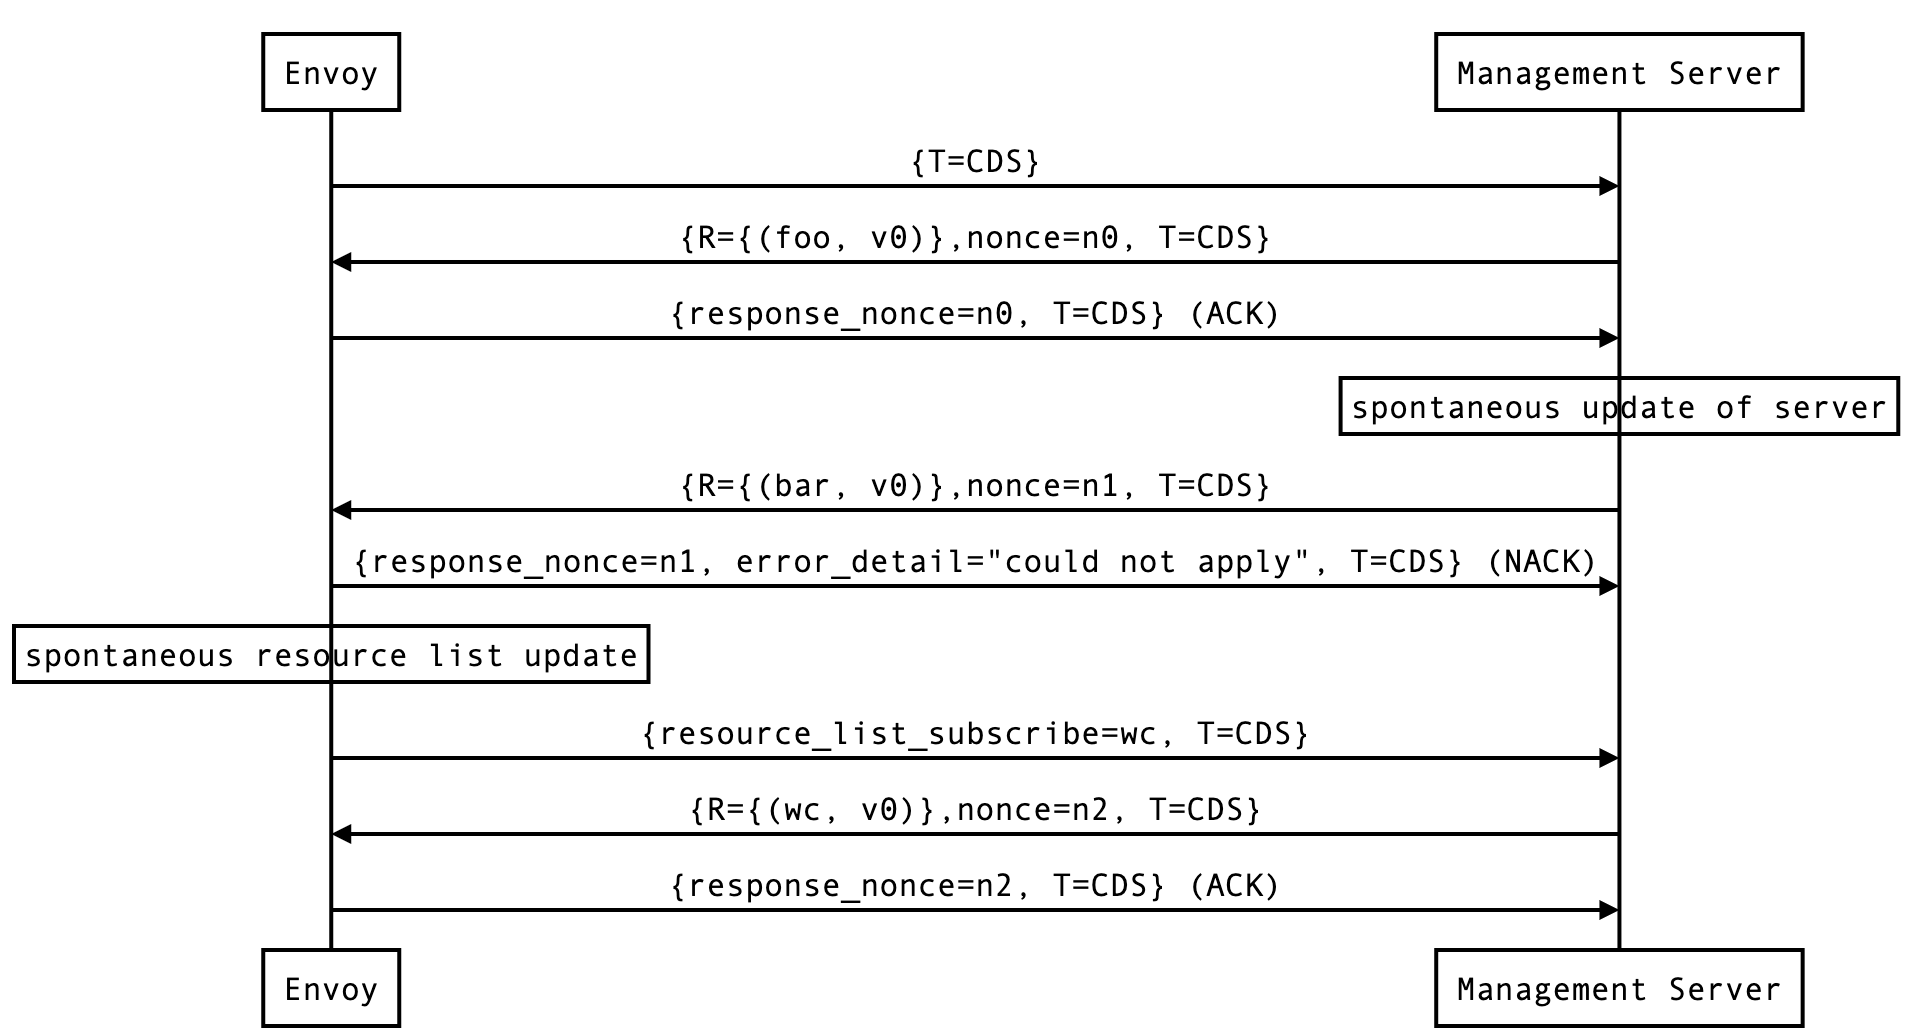 Envoy
Management Server
{T=CDS}
{R={(foo, v0)},nonce=n0, T=CDS}
{response_nonce=n0, T=CDS} (ACK)
spontaneous update of server
{R={(bar, v0)},nonce=n1, T=CDS}
{response_nonce=n1, error_detail="could not apply", T=CDS} (NACK)
spontaneous resource list update
{resource_list_subscribe=wc, T=CDS}
{R={(wc, v0)},nonce=n2, T=CDS}
{response_nonce=n2, T=CDS} (ACK)
Envoy
Management Server